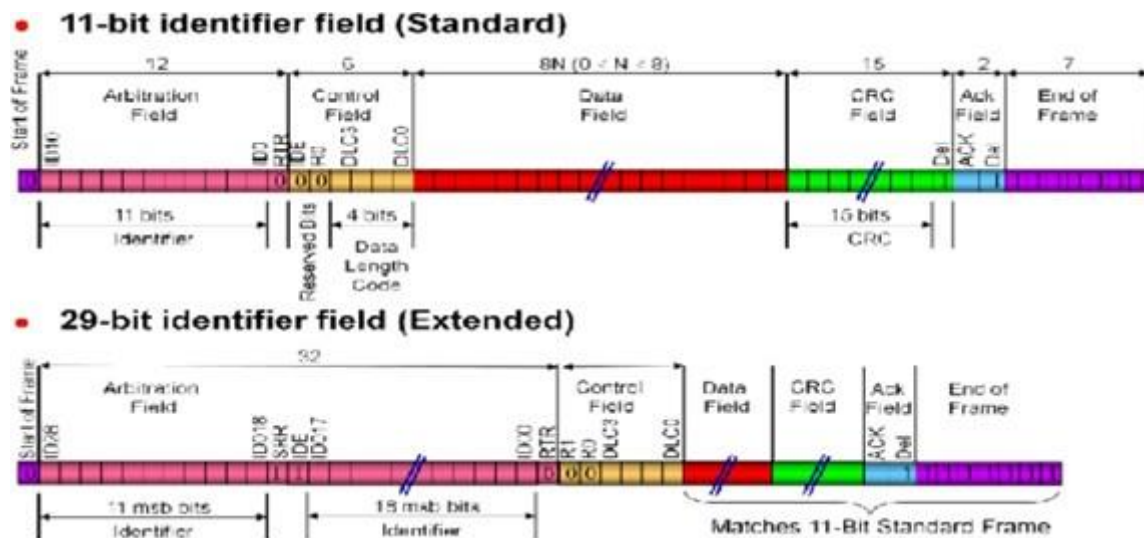 11-bit identifier field (Standard)
12 6 8N (0 < N < 8) 15 2 7
Start of Frame
Arbitration Field
Control Field
Data Field
CRC Field
Ack Field
End of Frame
ID10 ID0 RTR IDE R0 DLC3 DLC0 Del ACK Del
0 0 0 0
11 bits
Identifier
Reserved Bits
4 bits
Data
Length
Code
15 bits
CRC
29-bit identifier field (Extended)
32
Start of Frame
Arbitration Field
Control Field
Data Field
CRC Field
Ack Field
End of Frame
ID28 ID018 SRR IDE ID017 ID00 RTR R1 R0 DLC3 DLC0 ACK Del
0 1 1 0 0 0
11 msb bits
Identifier
18 msb bits
Identifier
Matches 11-Bit Standard Frame